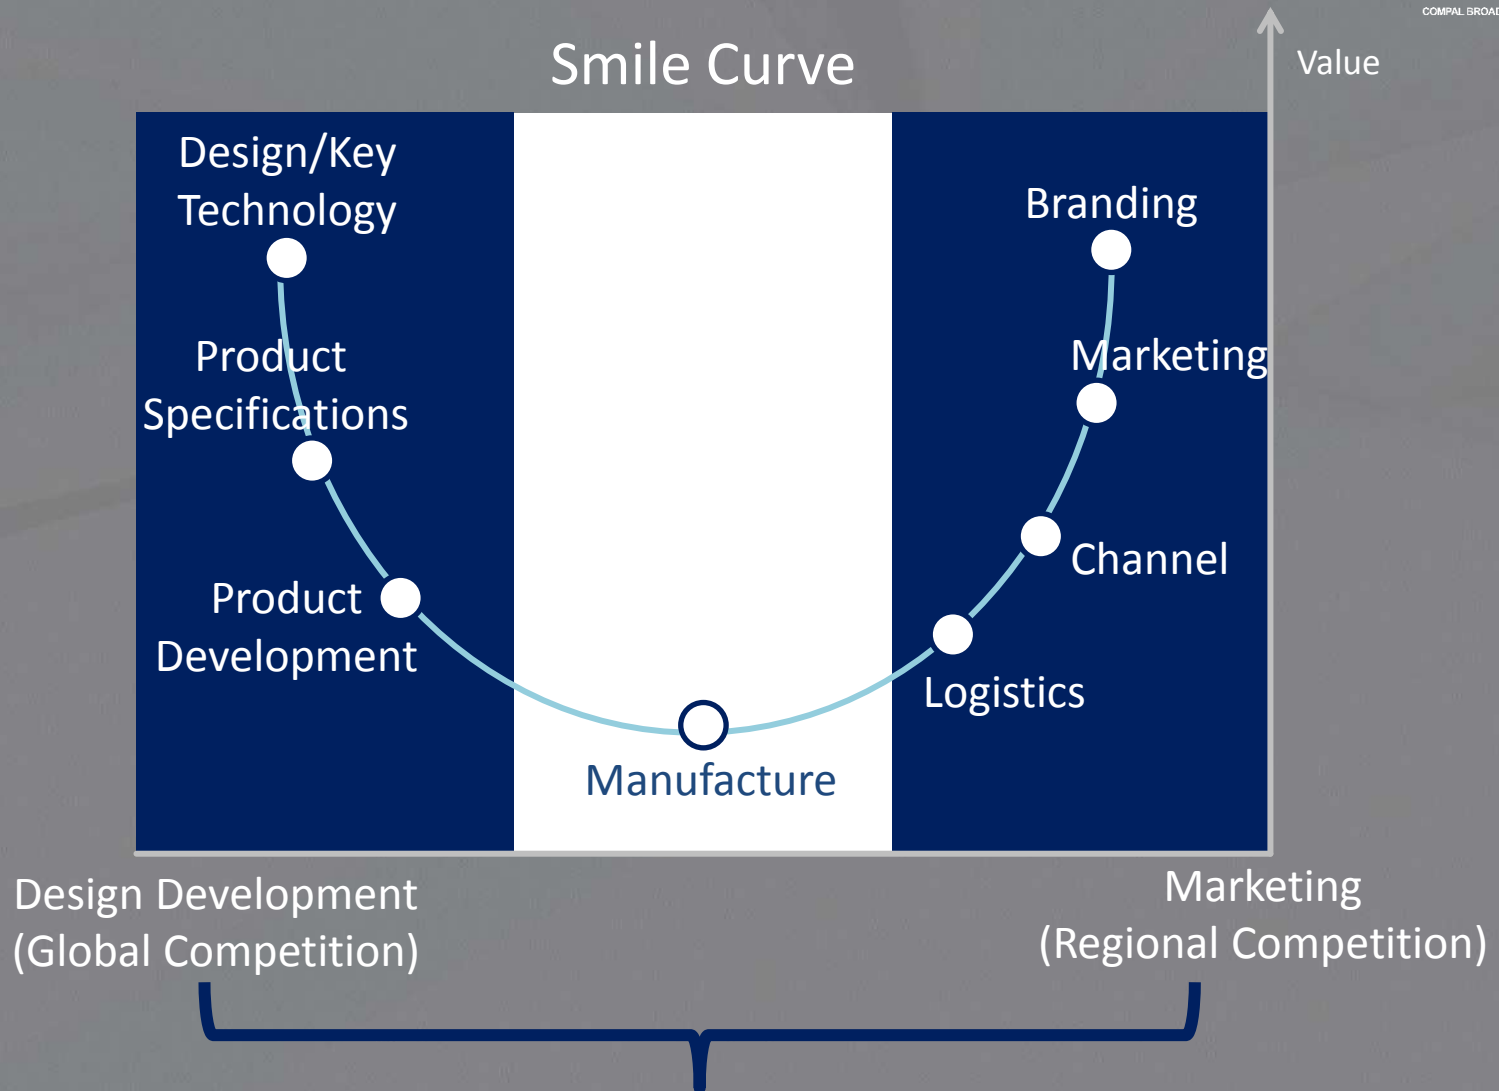 COMPAL BROAD
Smile Curve
Value
Design/Key
Technology
Branding
Product
Specifications
Marketing
Channel
Product
Development
Logistics
Manufacture
Design Development
(Global Competition)
Marketing
(Regional Competition)